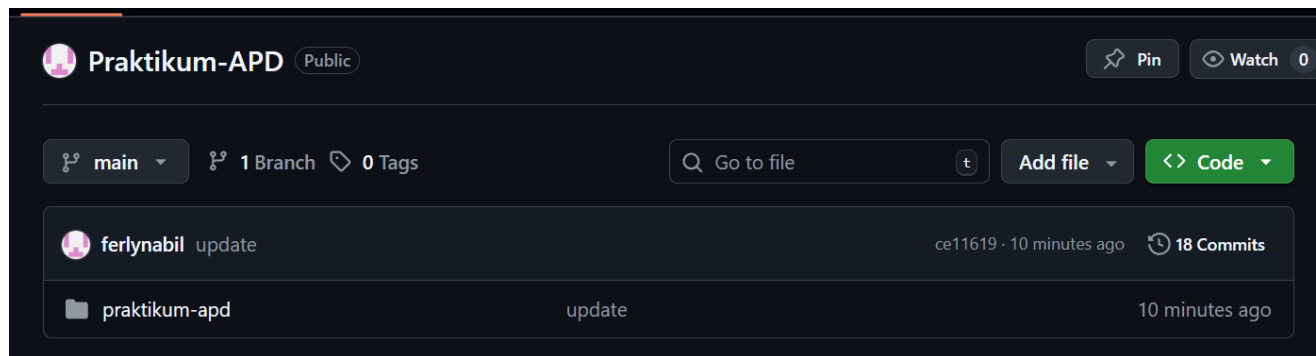 Praktikum-APD Public Pin Watch 0
main 1 Branch 0 Tags Go to file t Add file Code
ferlynabil update ce11619 · 10 minutes ago 18 Commits
praktikum-apd update 10 minutes ago